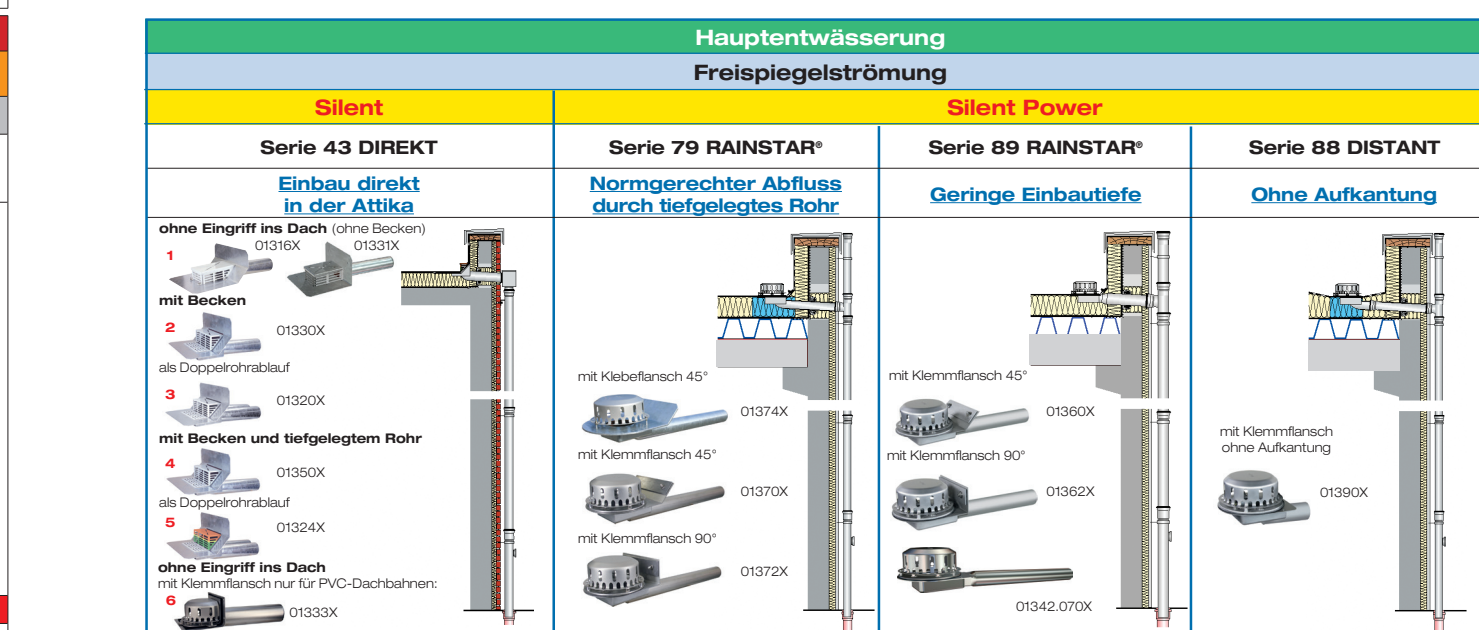 Hauptentwässerung
Freispiegelströmung
Silent
Silent Power
Serie 43 DIREKT
Serie 79 RAINSTAR®
Serie 89 RAINSTAR®
Serie 88 DISTANT
Einbau direkt
in der Attika
Normgerechter Abfluss
durch tiefgelegtes Rohr
Geringe Einbautiefe
Ohne Aufkantung
ohne Eingriff ins Dach (ohne Becken)
1 01316X 01331X
mit Becken
2 01330X
als Doppelrohrablauf
3 01320X
mit Becken und tiefgelegtem Rohr
4 01350X
als Doppelrohrablauf
5 01324X
ohne Eingriff ins Dach
mit Klemmflansch nur für PVC-Dachbahnen:
6 01333X
mit Klebeflansch 45°
01374X
mit Klemmflansch 45°
01370X
mit Klemmflansch 90°
01372X
mit Klemmflansch 45°
01360X
mit Klemmflansch 90°
01362X
01342.070X
mit Klemmflansch
ohne Aufkantung
01390X